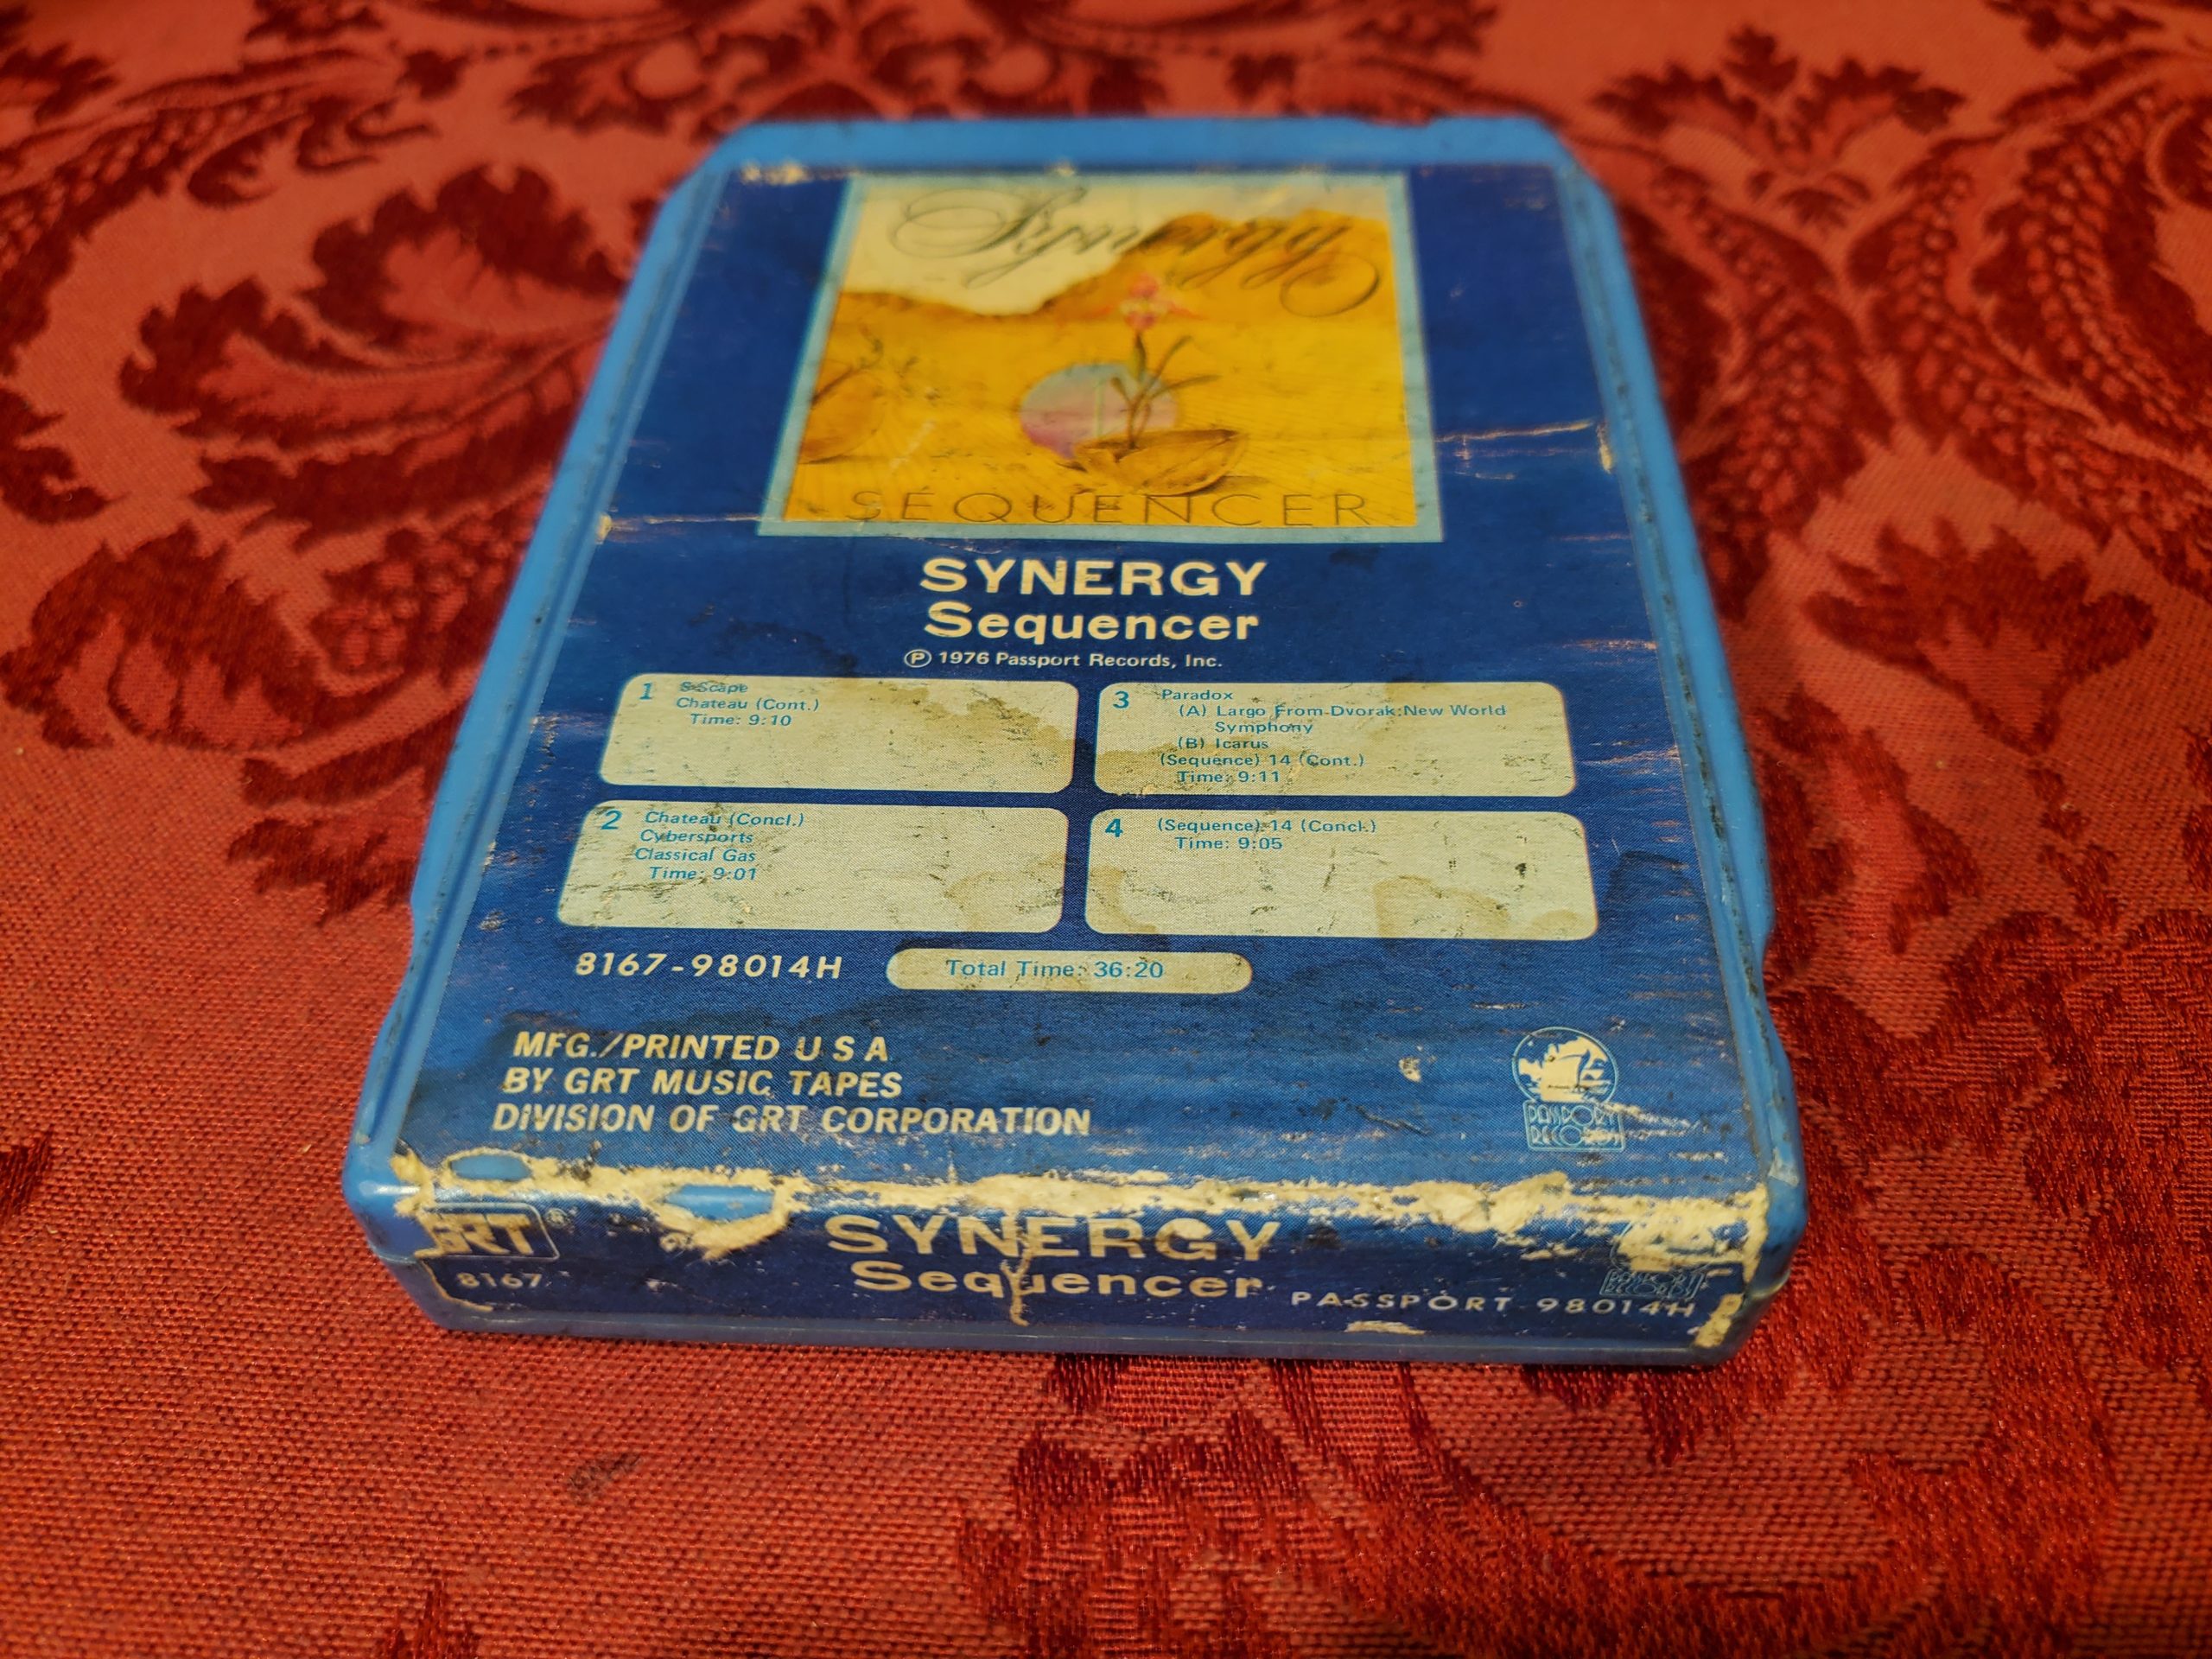 Synergy
SEQUENCER
SYNERGY
Sequencer
Ⓟ 1976 Passport Records, Inc.
1 S-Scape
Chateau (Cont.)
Time: 9:10
2 Chateau (Concl.)
Cybersports
Classical Gas
Time: 9:01
3 Paradox
(A) Largo From Dvorak New World
Symphony
(B) Icarus
(Sequence) 14 (Cont.)
Time: 9:11
4 (Sequence) 14 (Concl.)
Time: 9:05
8167-98014H
Total Time: 36:20
MFG./PRINTED U S A
BY GRT MUSIC TAPES
DIVISION OF GRT CORPORATION
PASSPORT
RECORDS
GRT®
8167
SYNERGY
Sequencer
PASSPORT 98014H